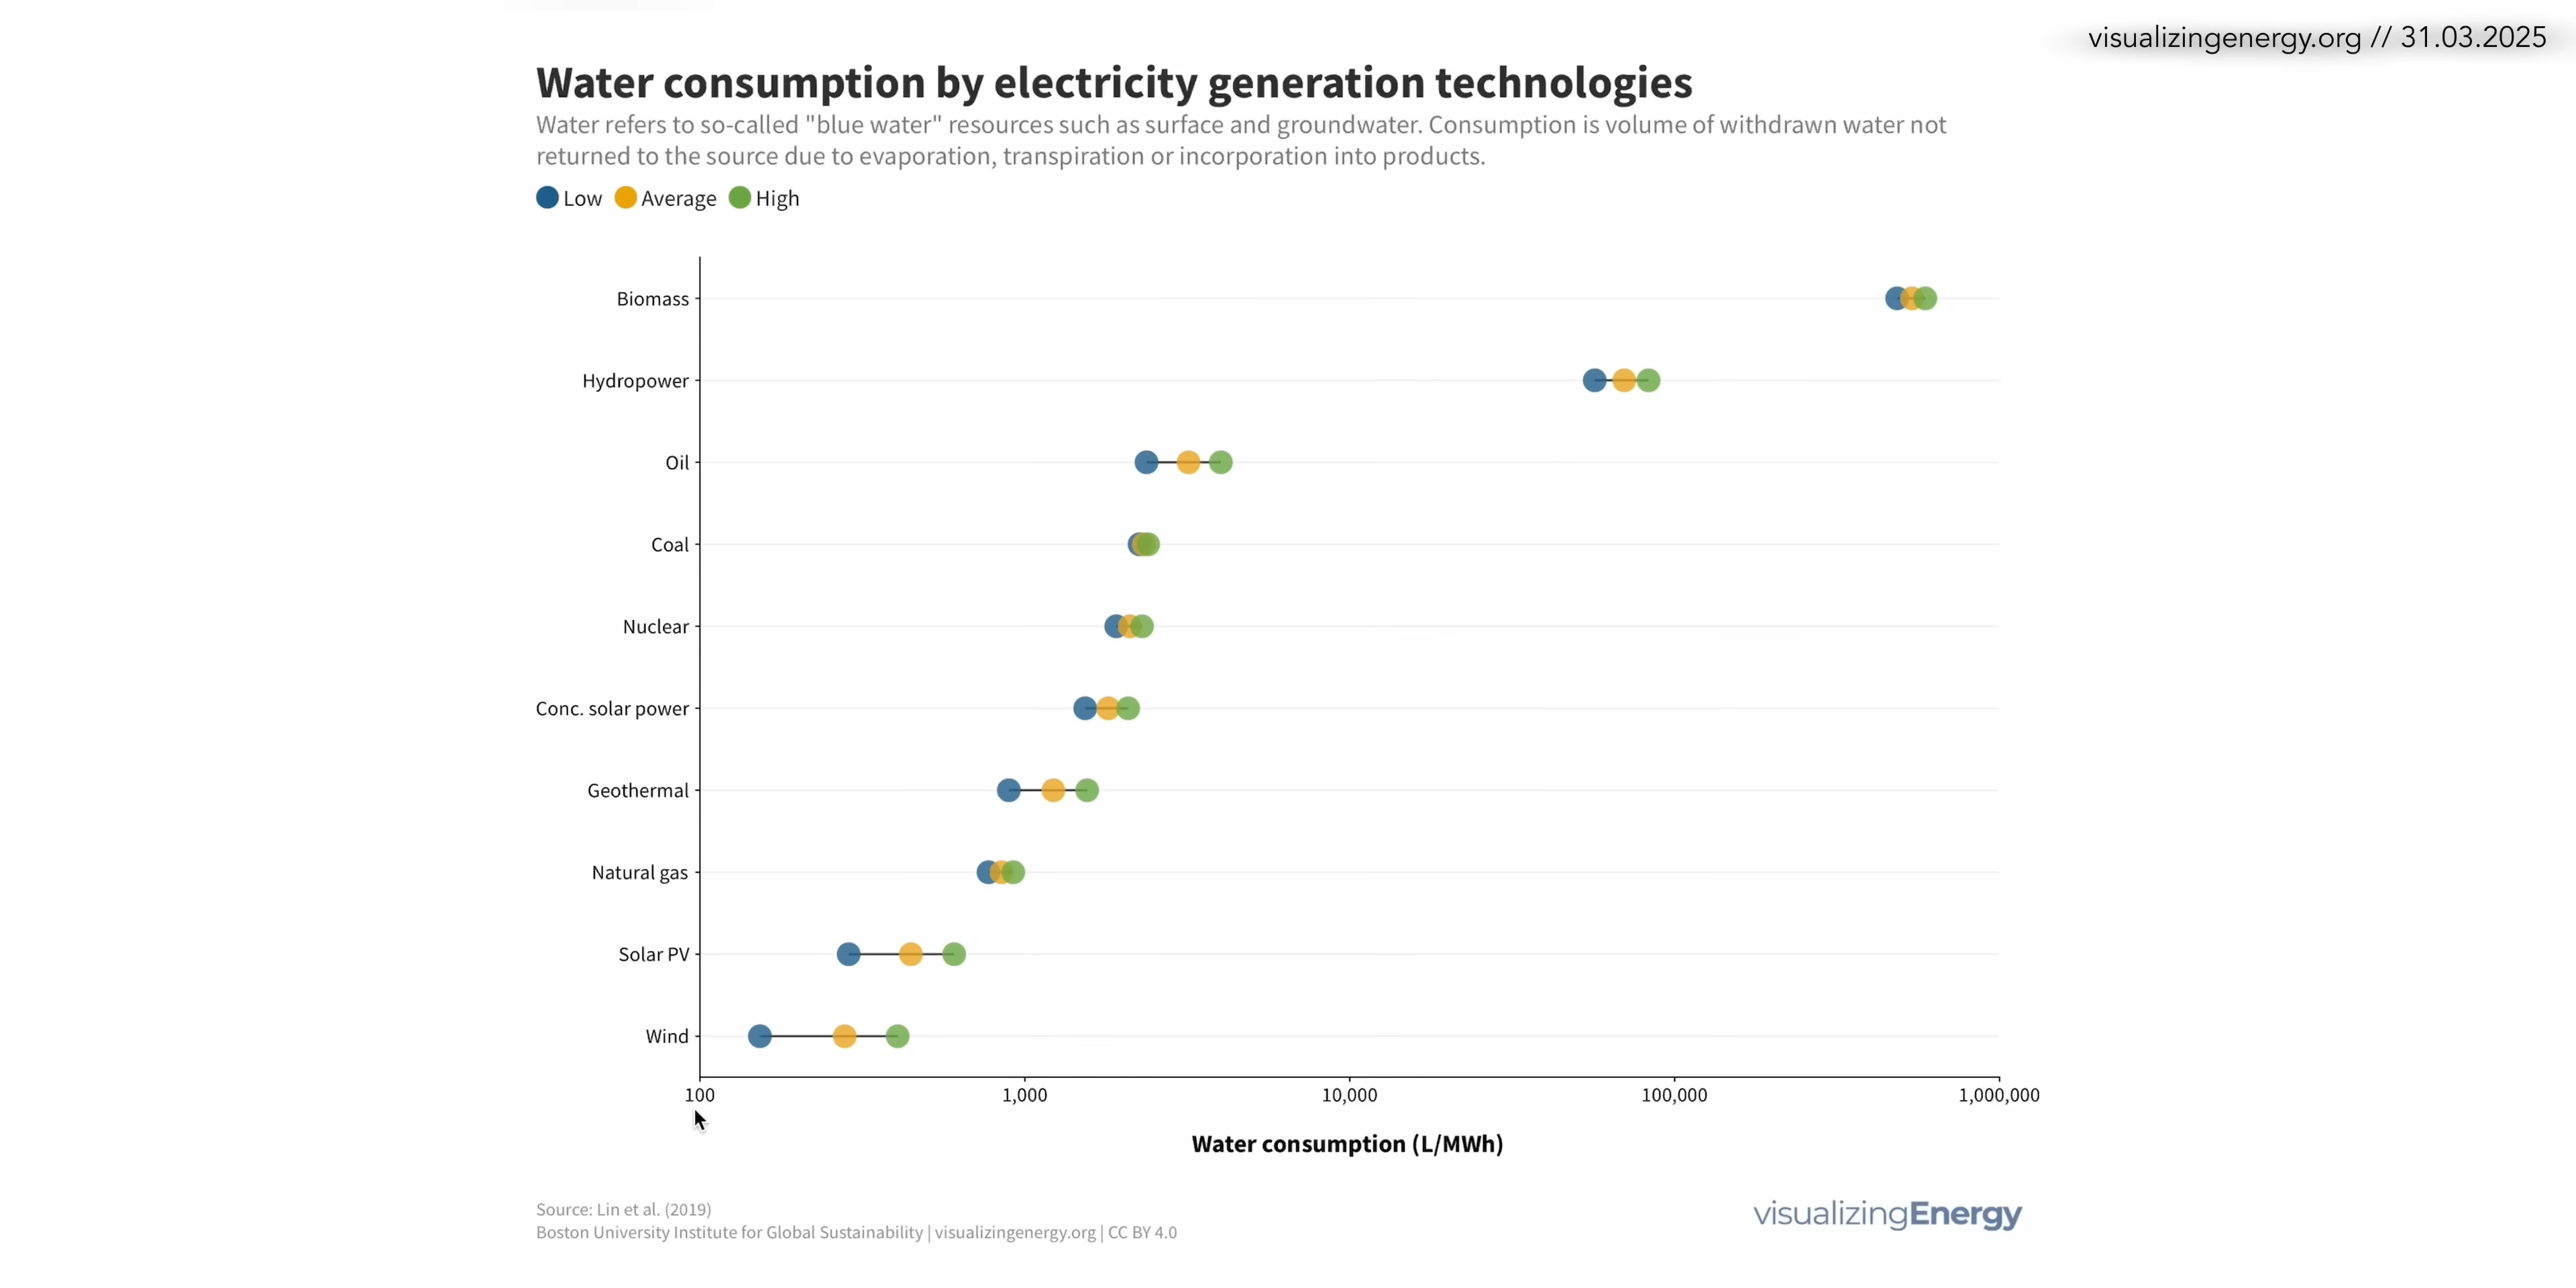 visualizingenergy.org // 31.03.2025
Water consumption by electricity generation technologies
Water refers to so-called "blue water" resources such as surface and groundwater. Consumption is volume of withdrawn water not
returned to the source due to evaporation, transpiration or incorporation into products.
Low Average High
Biomass
Hydropower
Oil
Coal
Nuclear
Conc. solar power
Geothermal
Natural gas
Solar PV
Wind
100 1,000 10,000 100,000 1,000,000
Water consumption (L/MWh)
Source: Lin et al. (2019)
Boston University Institute for Global Sustainability | visualizingenergy.org | CC BY 4.0
visualizingEnergy